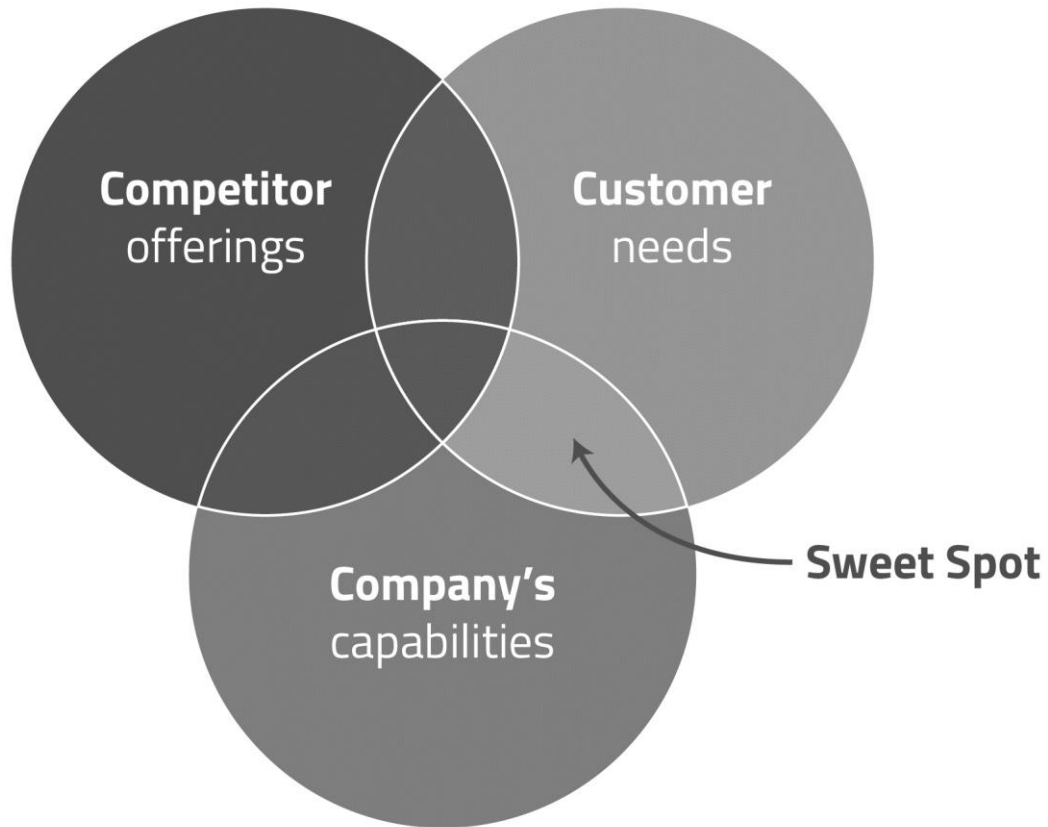 Competitor
offerings
Customer
needs
Company’s
capabilities
Sweet Spot